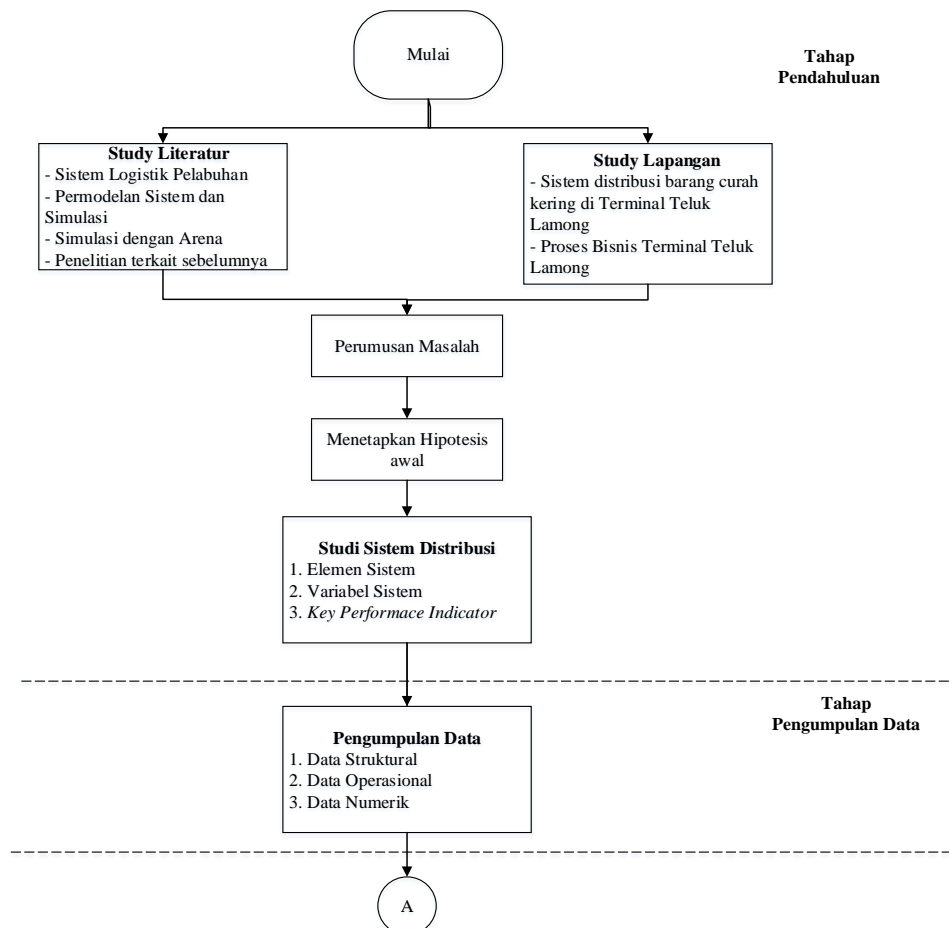 Mulai
Tahap
Pendahuluan
Study Literatur
- Sistem Logistik Pelabuhan
- Permodelan Sistem dan
Simulasi
- Simulasi dengan Arena
- Penelitian terkait sebelumnya
Study Lapangan
- Sistem distribusi barang curah
kering di Terminal Teluk
Lamong
- Proses Bisnis Terminal Teluk
Lamong
Perumusan Masalah
Menetapkan Hipotesis
awal
Studi Sistem Distribusi
1. Elemen Sistem
2. Variabel Sistem
3. Key Performace Indicator
Tahap
Pengumpulan Data
Pengumpulan Data
1. Data Struktural
2. Data Operasional
3. Data Numerik
A